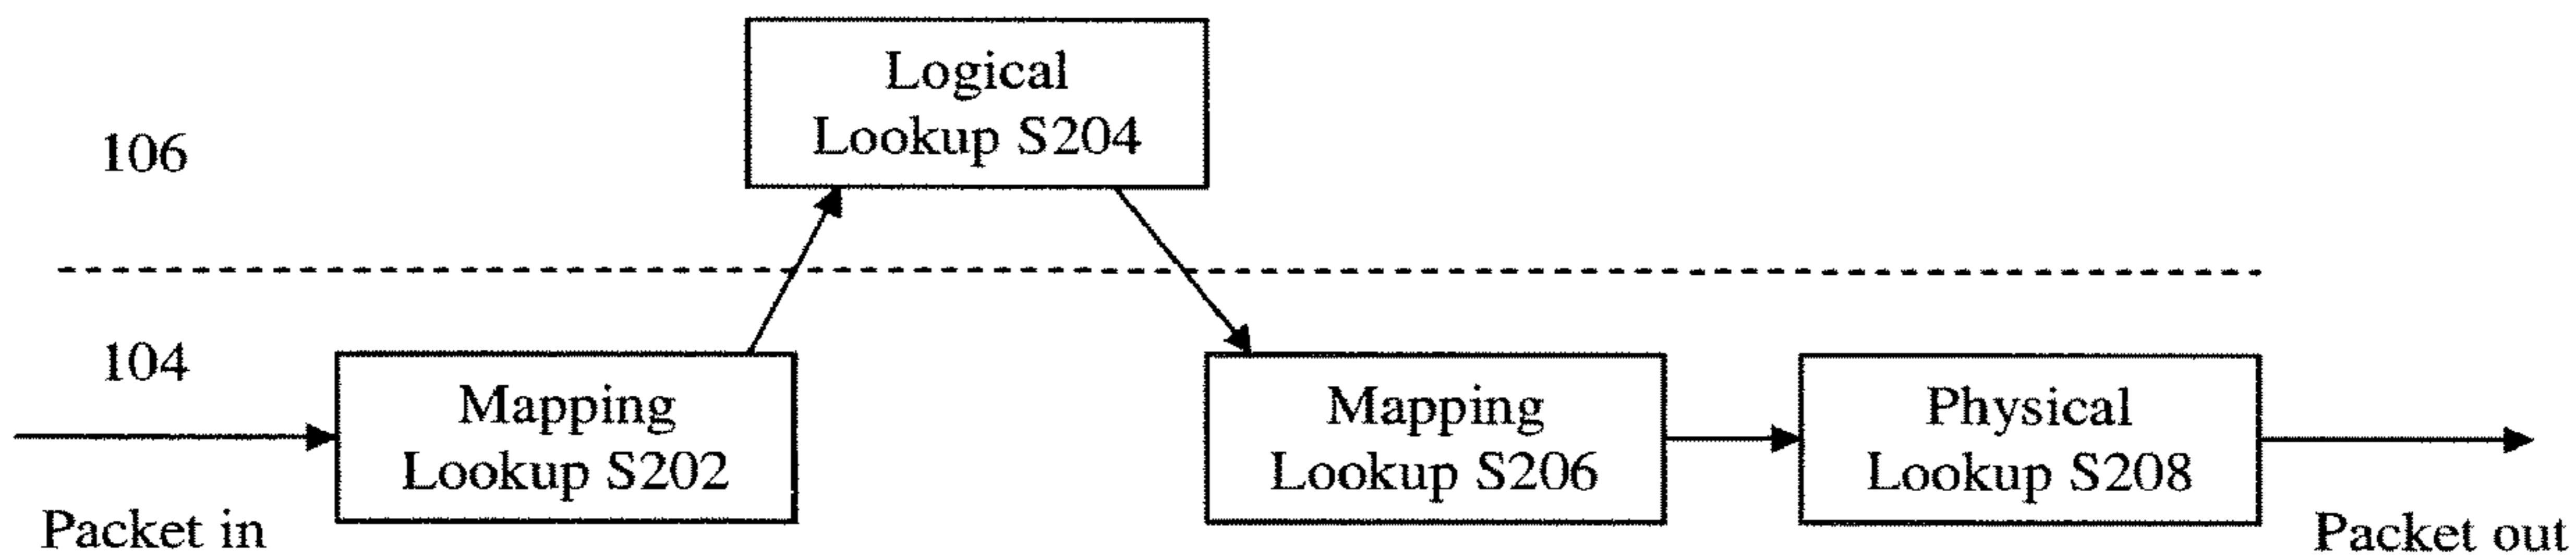 Logical
Lookup S204
106
104
Mapping
Lookup S202
Mapping
Lookup S206
Physical
Lookup S208
Packet in
Packet out